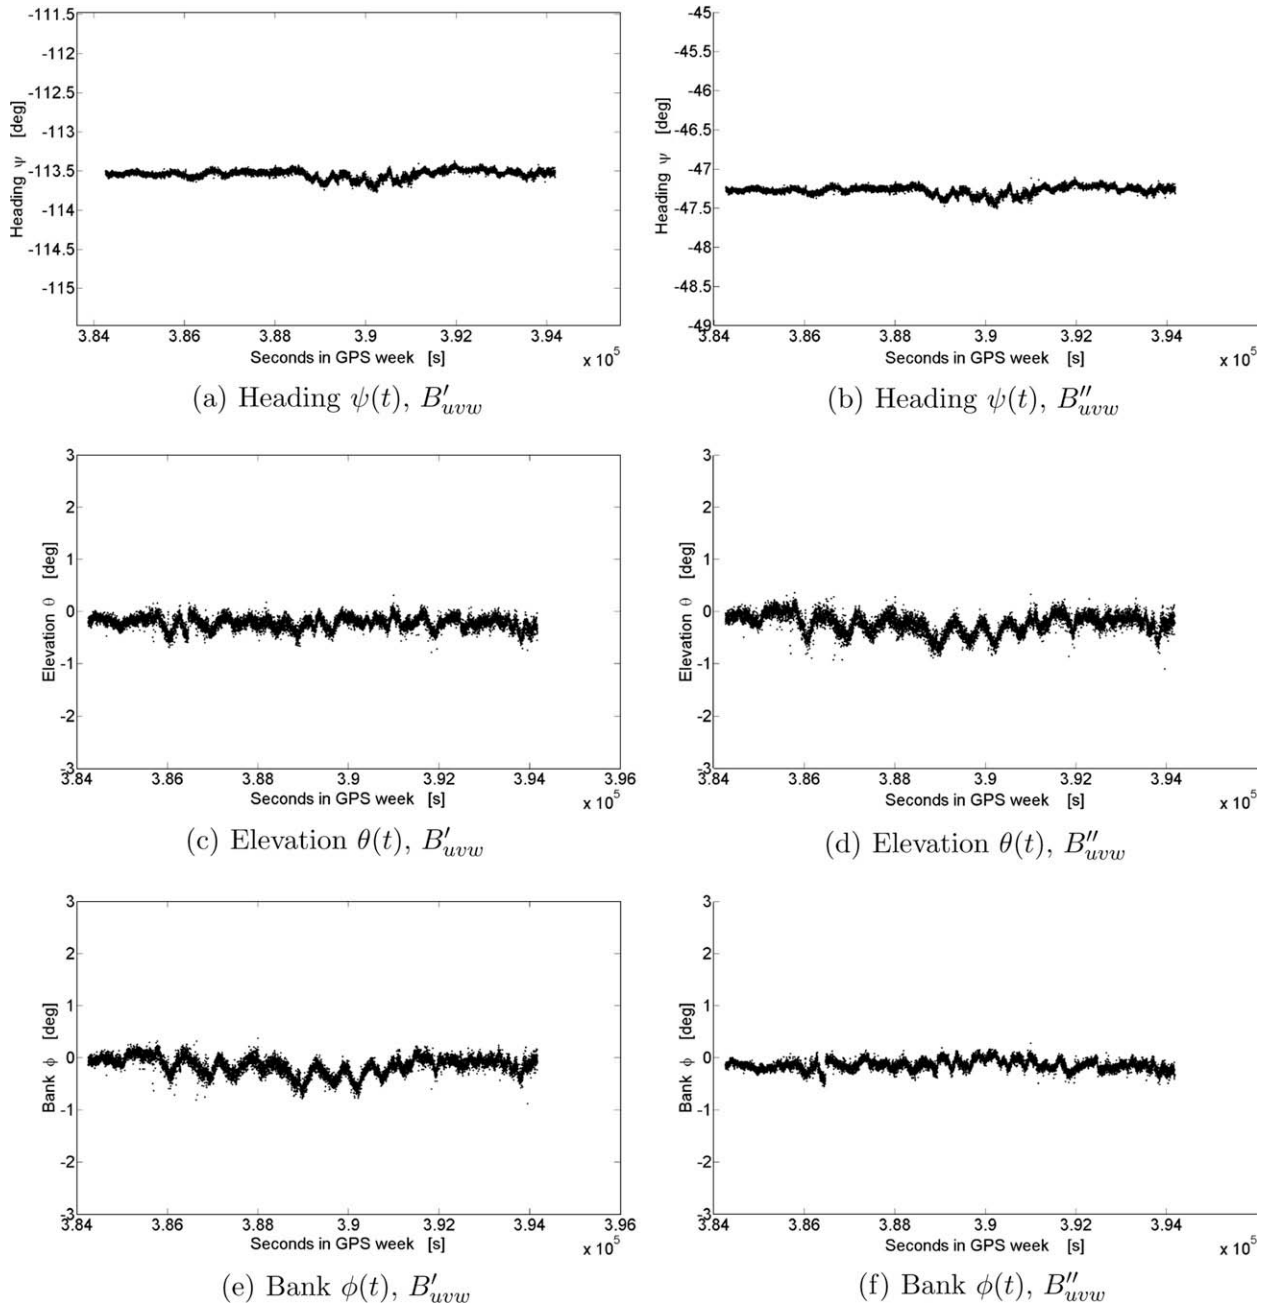 -111.5
-112
-112.5
-113
-113.5
-114
-114.5
-115
Heading ψ [deg]
3.84 3.86 3.88 3.9 3.92 3.94
Seconds in GPS week [s]
x 10^5
(a) Heading ψ(t), B′_uvw
-45
-45.5
-46
-46.5
-47
-47.5
-48
-48.5
-49
Heading ψ [deg]
3.84 3.86 3.88 3.9 3.92 3.94
Seconds in GPS week [s]
x 10^5
(b) Heading ψ(t), B″_uvw
3
2
1
0
-1
-2
-3
Elevation θ [deg]
3.84 3.86 3.88 3.9 3.92 3.94 3.96
Seconds in GPS week [s]
x 10^5
(c) Elevation θ(t), B′_uvw
3
2
1
0
-1
-2
-3
Elevation θ [deg]
3.84 3.86 3.88 3.9 3.92 3.94
Seconds in GPS week [s]
x 10^5
(d) Elevation θ(t), B″_uvw
3
2
1
0
-1
-2
-3
Bank ϕ [deg]
3.84 3.86 3.88 3.9 3.92 3.94 3.96
Seconds in GPS week [s]
x 10^5
(e) Bank ϕ(t), B′_uvw
3
2
1
0
-1
-2
-3
Bank ϕ [deg]
3.84 3.86 3.88 3.9 3.92 3.94
Seconds in GPS week [s]
x 10^5
(f) Bank ϕ(t), B″_uvw